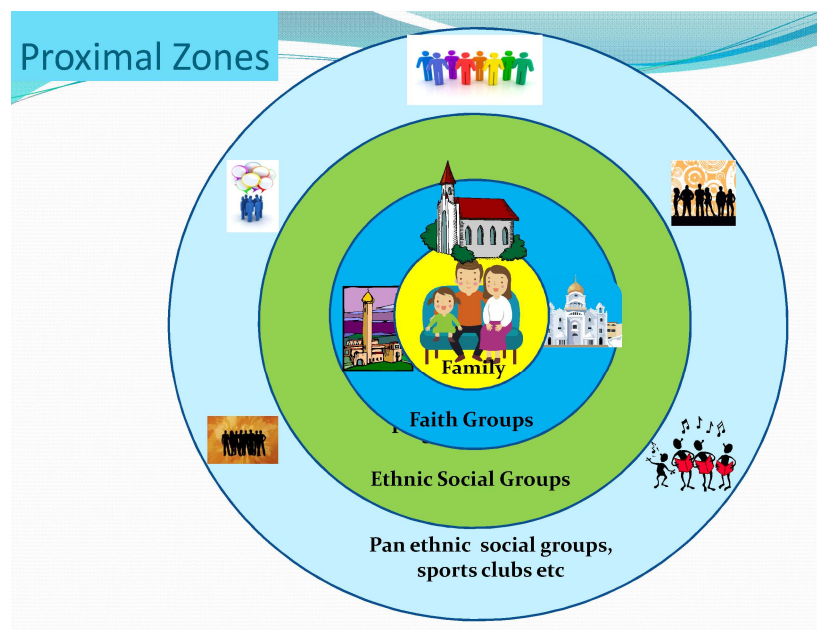 Proximal Zones
Family
Faith Groups
Ethnic Social Groups
Pan ethnic social groups,
sports clubs etc